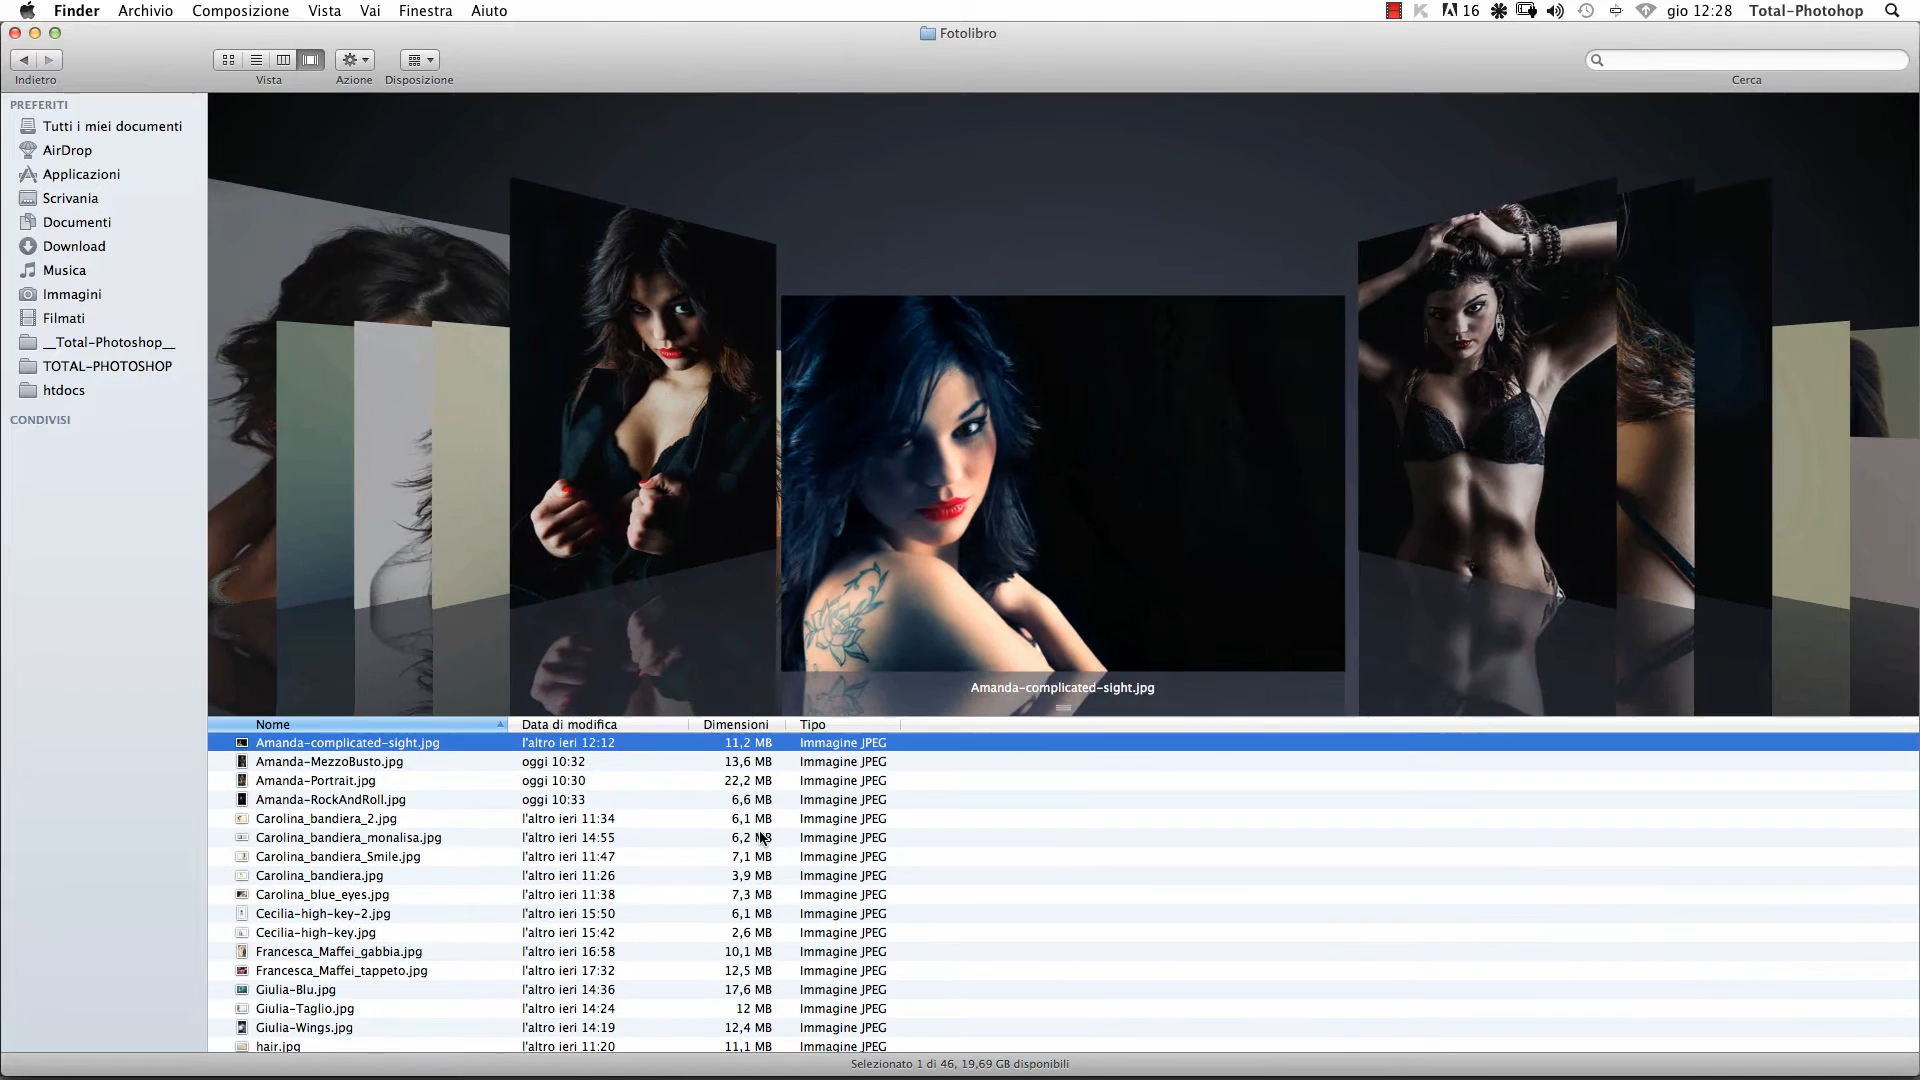 Finder Archivio Composizione Vista Vai Finestra Aiuto 16 gio 12:28 Total-Photohop
Fotolibro
Indietro Vista Azione Disposizione Cerca
PREFERITI
Tutti i miei documenti
AirDrop
Applicazioni
Scrivania
Documenti
Download
Musica
Immagini
Filmati
__Total-Photoshop__
TOTAL-PHOTOSHOP
htdocs
CONDIVISI
Amanda-complicated-sight.jpg
Nome Data di modifica Dimensioni Tipo
Amanda-complicated-sight.jpg l'altro ieri 12:12 11,2 MB Immagine JPEG
Amanda-MezzoBusto.jpg oggi 10:32 13,6 MB Immagine JPEG
Amanda-Portrait.jpg oggi 10:30 22,2 MB Immagine JPEG
Amanda-RockAndRoll.jpg oggi 10:33 6,6 MB Immagine JPEG
Carolina_bandiera_2.jpg l'altro ieri 11:34 6,1 MB Immagine JPEG
Carolina_bandiera_monalisa.jpg l'altro ieri 14:55 6,2 MB Immagine JPEG
Carolina_bandiera_Smile.jpg l'altro ieri 11:47 7,1 MB Immagine JPEG
Carolina_bandiera.jpg l'altro ieri 11:26 3,9 MB Immagine JPEG
Carolina_blue_eyes.jpg l'altro ieri 11:38 7,3 MB Immagine JPEG
Cecilia-high-key-2.jpg l'altro ieri 15:50 6,1 MB Immagine JPEG
Cecilia-high-key.jpg l'altro ieri 15:42 2,6 MB Immagine JPEG
Francesca_Maffei_gabbia.jpg l'altro ieri 16:58 10,1 MB Immagine JPEG
Francesca_Maffei_tappeto.jpg l'altro ieri 17:32 12,5 MB Immagine JPEG
Giulia-Blu.jpg l'altro ieri 14:36 17,6 MB Immagine JPEG
Giulia-Taglio.jpg l'altro ieri 14:24 12 MB Immagine JPEG
Giulia-Wings.jpg l'altro ieri 14:19 12,4 MB Immagine JPEG
hair.jpg l'altro ieri 11:20 11,1 MB Immagine JPEG
Selezionato 1 di 46, 19,69 GB disponibili